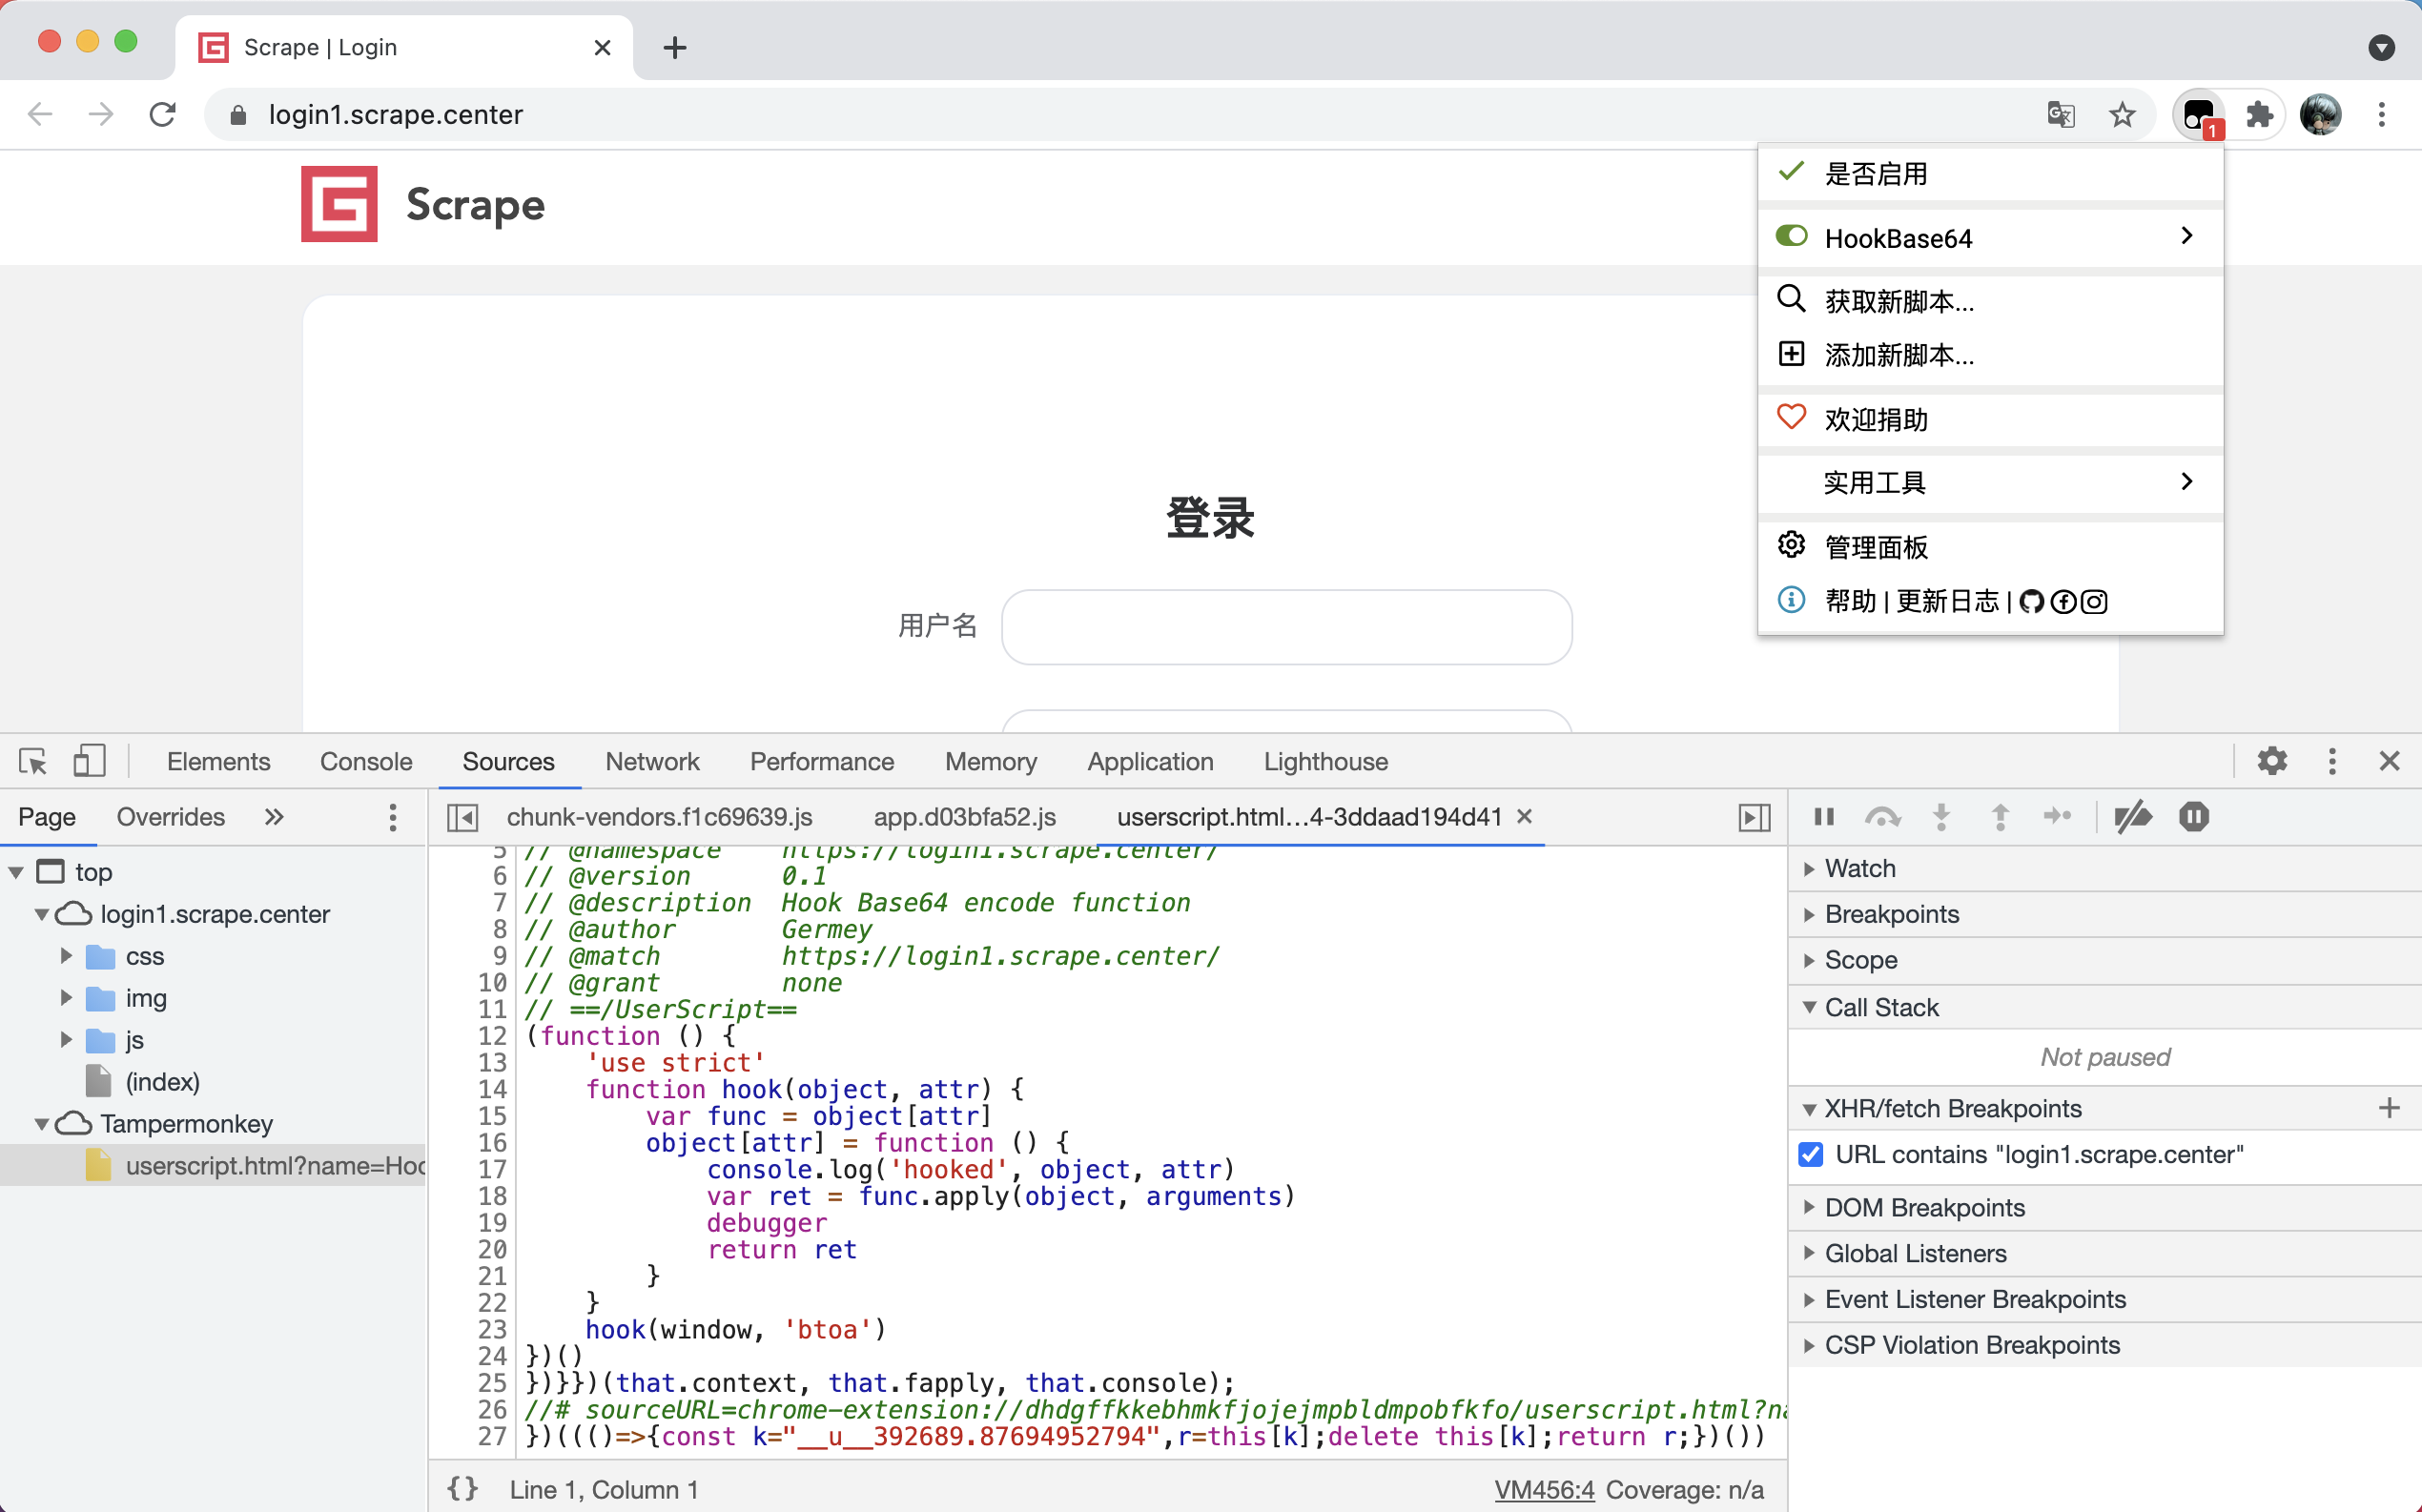 Scrape | Login
login1.scrape.center
1
Scrape
是否启用
HookBase64
获取新脚本...
添加新脚本...
欢迎捐助
实用工具
管理面板
帮助 | 更新日志 |
登录
用户名
Elements Console Sources Network Performance Memory Application Lighthouse
Page Overrides
chunk-vendors.f1c69639.js app.d03bfa52.js userscript.html...4-3ddaad194d41
top
login1.scrape.center
css
img
js
(index)
Tampermonkey
userscript.html?name=Hoo
5 // @namespace    https://login1.scrape.center/
6 // @version      0.1
7 // @description  Hook Base64 encode function
8 // @author       Germey
9 // @match        https://login1.scrape.center/
10 // @grant        none
11 // ==/UserScript==
12 (function () {
13     'use strict'
14     function hook(object, attr) {
15         var func = object[attr]
16         object[attr] = function () {
17             console.log('hooked', object, attr)
18             var ret = func.apply(object, arguments)
19             debugger
20             return ret
21         }
22     }
23     hook(window, 'btoa')
24 })()
25 })}})(that.context, that.fapply, that.console);
26 //# sourceURL=chrome-extension://dhdgffkkebhmkfjojejmpbldmpobfkfo/userscript.html?na
27 })((()=>{const k="__u__392689.87694952794",r=this[k];delete this[k];return r;})())
{} Line 1, Column 1
VM456:4 Coverage: n/a
Watch
Breakpoints
Scope
Call Stack
Not paused
XHR/fetch Breakpoints
URL contains "login1.scrape.center"
DOM Breakpoints
Global Listeners
Event Listener Breakpoints
CSP Violation Breakpoints